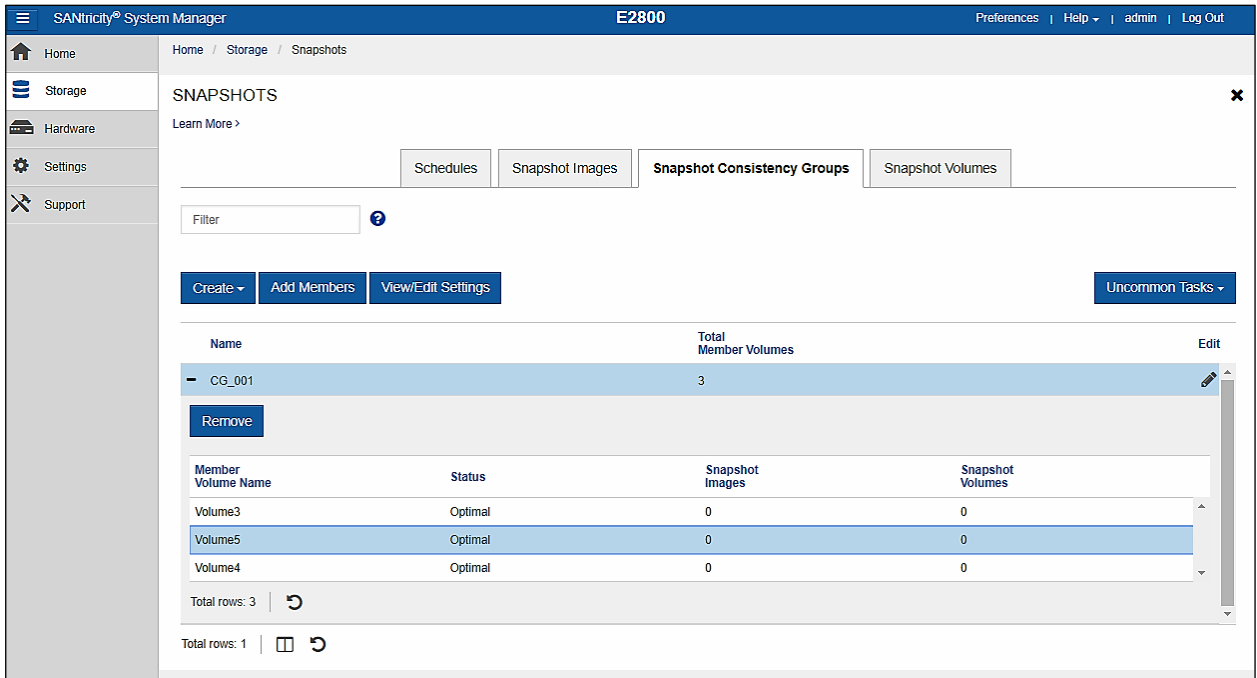 SANtricity® System Manager
E2800
Preferences | Help | admin | Log Out
Home
Storage
Hardware
Settings
Support
Home / Storage / Snapshots
SNAPSHOTS
Learn More >
Schedules
Snapshot Images
Snapshot Consistency Groups
Snapshot Volumes
Filter
Create
Add Members
View/Edit Settings
Uncommon Tasks
Name
Total
Member Volumes
Edit
CG_001 3
Remove
Member
Volume Name
Status
Snapshot
Images
Snapshot
Volumes
Volume3 Optimal 0 0
Volume5 Optimal 0 0
Volume4 Optimal 0 0
Total rows: 3
Total rows: 1